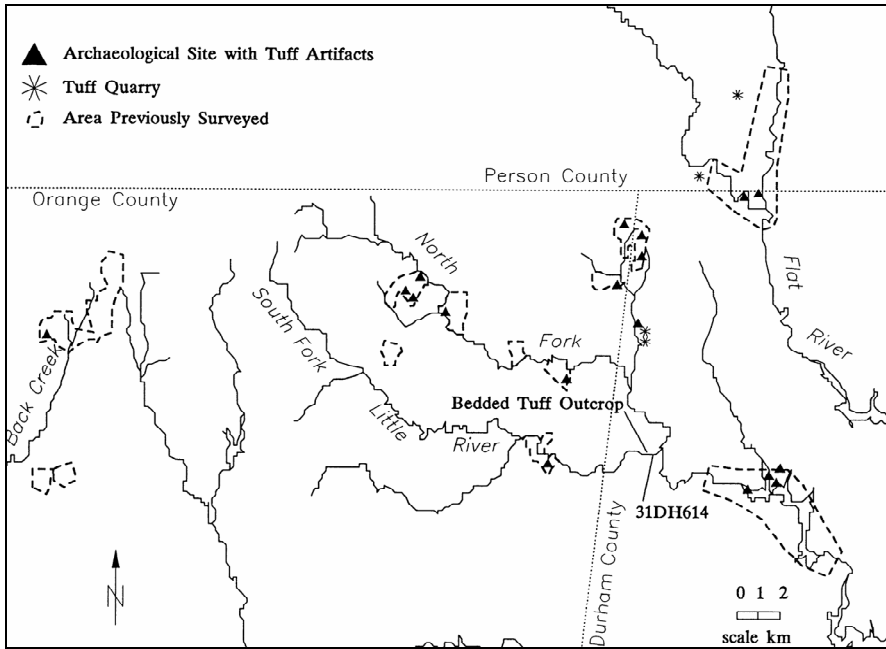 Archaeological Site with Tuff Artifacts
Tuff Quarry
Area Previously Surveyed
Person County
Orange County
North
Flat
South Fork
Fork
River
Back Creek
Bedded Tuff Outcrop
Little
River
31DH614
Durham County
N
0 1 2
scale km